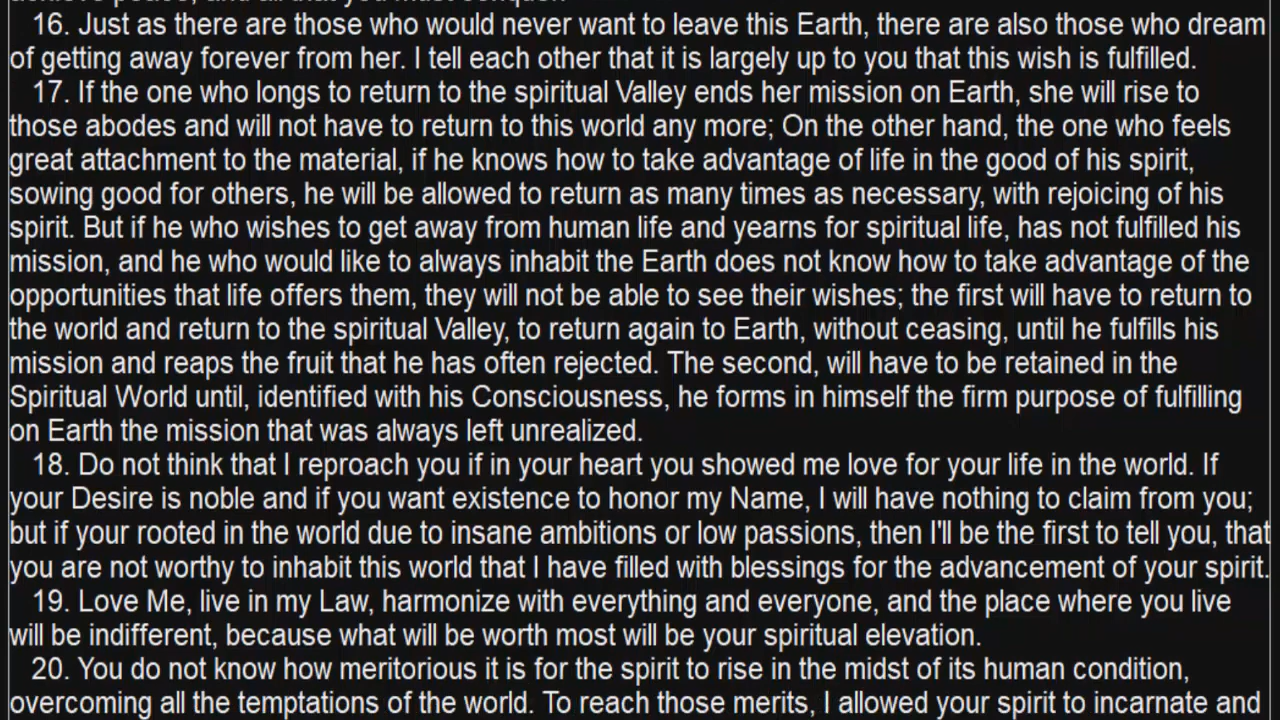 achieve peace, and all that you must conquer.
16. Just as there are those who would never want to leave this Earth, there are also those who dream
of getting away forever from her. I tell each other that it is largely up to you that this wish is fulfilled.
17. If the one who longs to return to the spiritual Valley ends her mission on Earth, she will rise to
those abodes and will not have to return to this world any more; On the other hand, the one who feels
great attachment to the material, if he knows how to take advantage of life in the good of his spirit,
sowing good for others, he will be allowed to return as many times as necessary, with rejoicing of his
spirit. But if he who wishes to get away from human life and yearns for spiritual life, has not fulfilled his
mission, and he who would like to always inhabit the Earth does not know how to take advantage of the
opportunities that life offers them, they will not be able to see their wishes; the first will have to return to
the world and return to the spiritual Valley, to return again to Earth, without ceasing, until he fulfills his
mission and reaps the fruit that he has often rejected. The second, will have to be retained in the
Spiritual World until, identified with his Consciousness, he forms in himself the firm purpose of fulfilling
on Earth the mission that was always left unrealized.
18. Do not think that I reproach you if in your heart you showed me love for your life in the world. If
your Desire is noble and if you want existence to honor my Name, I will have nothing to claim from you;
but if your rooted in the world due to insane ambitions or low passions, then I'll be the first to tell you, that
you are not worthy to inhabit this world that I have filled with blessings for the advancement of your spirit.
19. Love Me, live in my Law, harmonize with everything and everyone, and the place where you live
will be indifferent, because what will be worth most will be your spiritual elevation.
20. You do not know how meritorious it is for the spirit to rise in the midst of its human condition,
overcoming all the temptations of the world. To reach those merits, I allowed your spirit to incarnate and